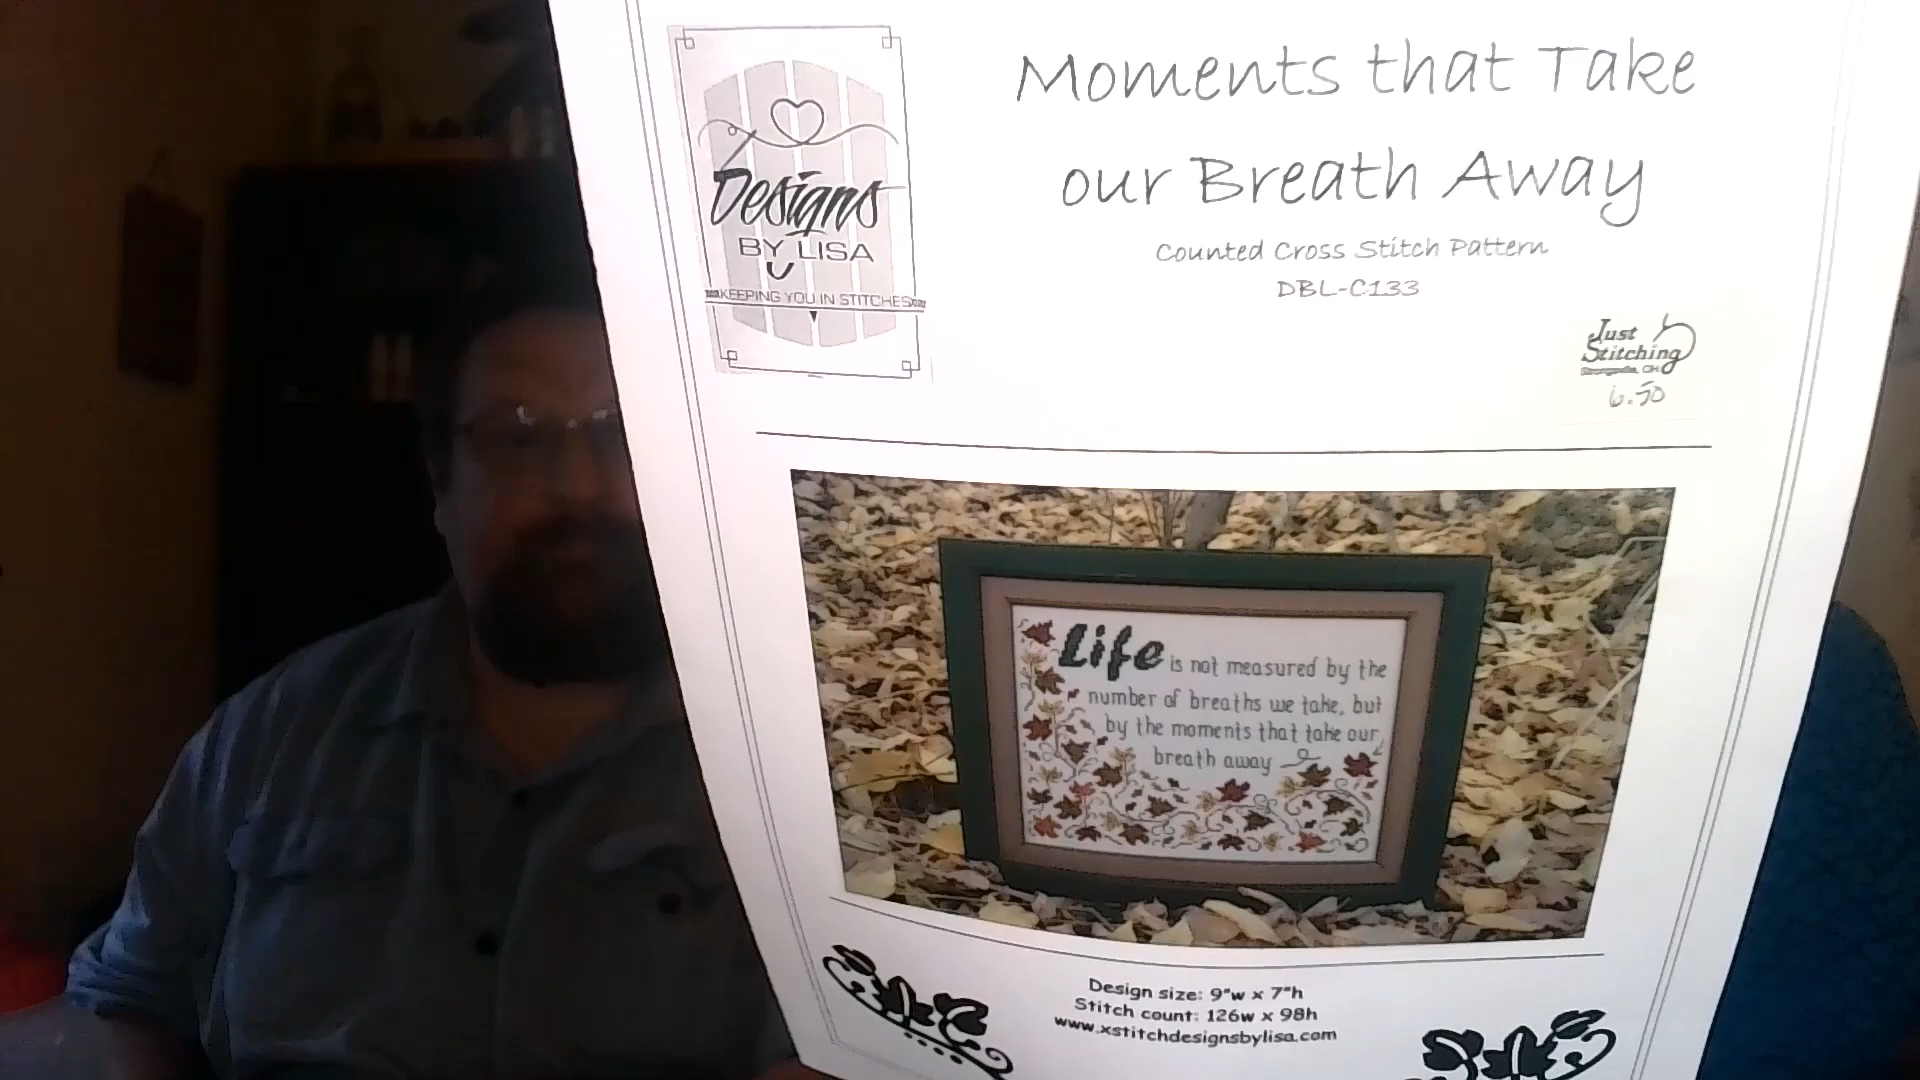 Designs
BY LISA
KEEPING YOU IN STITCHES
Moments that Take
our Breath Away
Counted Cross Stitch Pattern
DBL-C133
Just
Stitching
Strongsville, OH
6.50
Life is not measured by the
number of breaths we take, but
by the moments that take our
breath away
Design size: 9"w x 7"h
Stitch count: 126w x 98h
www.xstitchdesignsbylisa.com